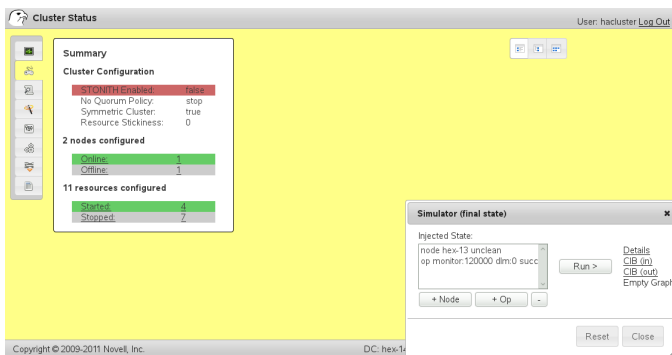 Cluster Status
User: hacluster Log Out
Summary
Cluster Configuration
STONITH Enabled: false
No Quorum Policy: stop
Symmetric Cluster: true
Resource Stickiness: 0
2 nodes configured
Online: 1
Offline: 1
11 resources configured
Started: 4
Stopped: 7
Simulator (final state)
Injected State:
node hex-13 unclean
op monitor:120000 dlm:0 succ
Run >
Details
CIB (in)
CIB (out)
Empty Graph
+ Node
+ Op
-
Reset
Close
Copyright © 2009-2011 Novell, Inc.
DC: hex-14